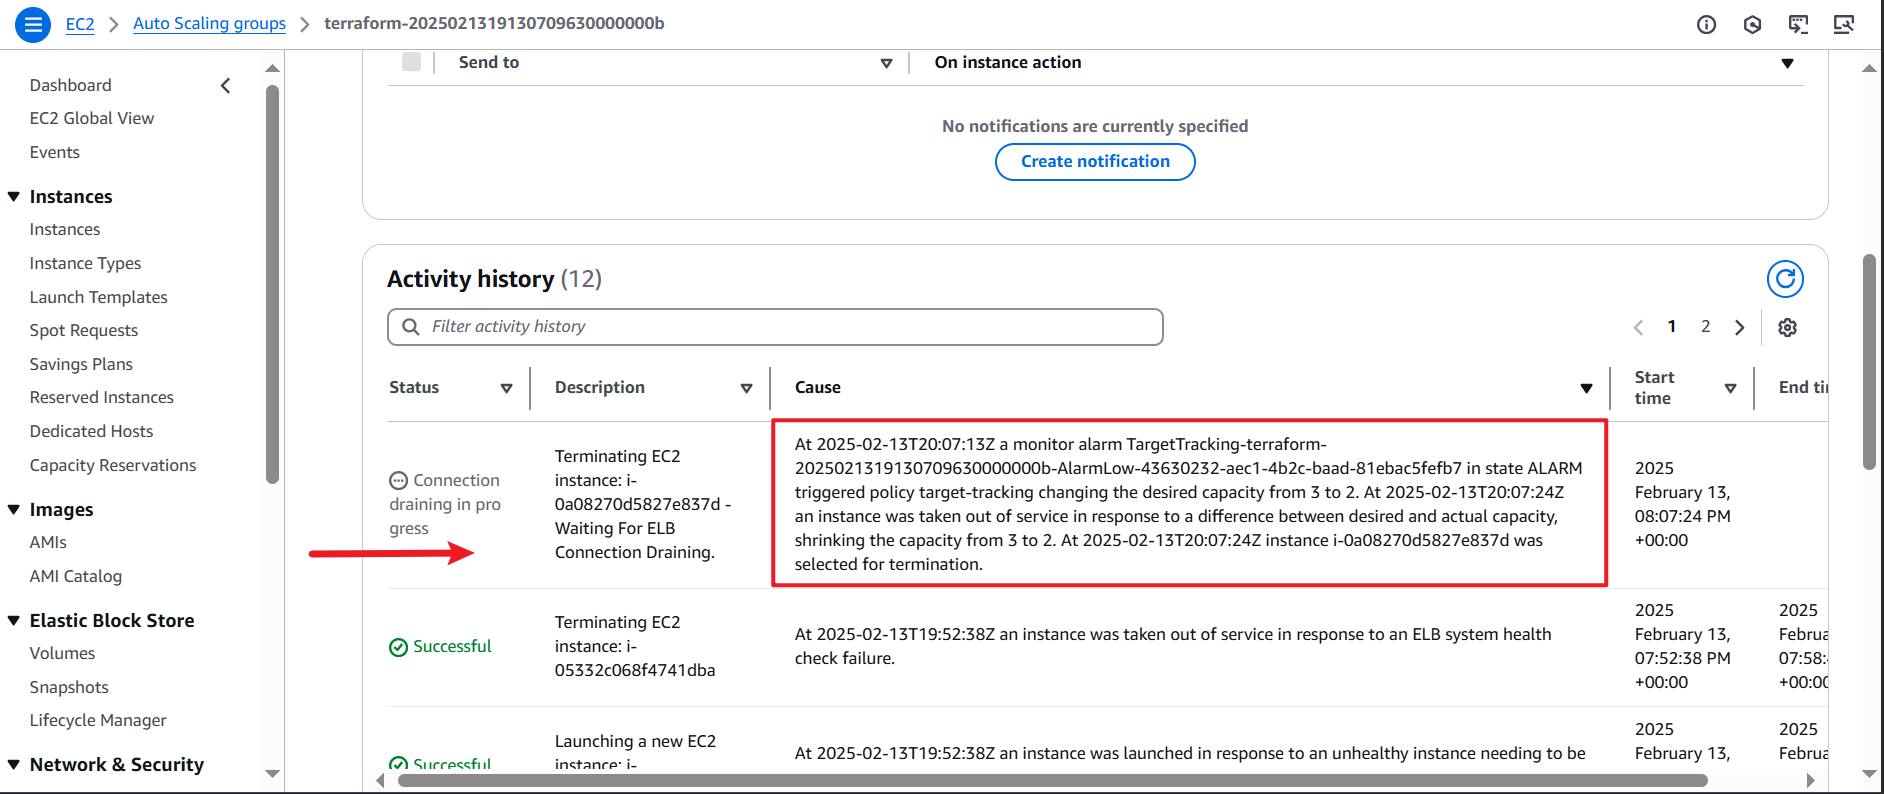 EC2 > Auto Scaling groups > terraform-2025021319130709630000000b
Dashboard
EC2 Global View
Events
Instances
Instances
Instance Types
Launch Templates
Spot Requests
Savings Plans
Reserved Instances
Dedicated Hosts
Capacity Reservations
Images
AMIs
AMI Catalog
Elastic Block Store
Volumes
Snapshots
Lifecycle Manager
Network & Security
Send to
On instance action
No notifications are currently specified
Create notification
Activity history (12)
Filter activity history
1 2
Status
Description
Cause
Start
time
End
Connection
draining in pro
gress
Terminating EC2
instance: i-
0a08270d5827e837d -
Waiting For ELB
Connection Draining.
At 2025-02-13T20:07:13Z a monitor alarm TargetTracking-terraform-
2025021319130709630000000b-AlarmLow-43630232-aec1-4b2c-baad-81ebac5fefb7 in state ALARM
triggered policy target-tracking changing the desired capacity from 3 to 2. At 2025-02-13T20:07:24Z
an instance was taken out of service in response to a difference between desired and actual capacity,
shrinking the capacity from 3 to 2. At 2025-02-13T20:07:24Z instance i-0a08270d5827e837d was
selected for termination.
2025
February 13,
08:07:24 PM
+00:00
Successful
Terminating EC2
instance: i-
05332c068f4741dba
At 2025-02-13T19:52:38Z an instance was taken out of service in response to an ELB system health
check failure.
2025
February 13,
07:52:38 PM
+00:00
2025
Februa
07:58:
+00:00
Successful
Launching a new EC2
instance: i-
At 2025-02-13T19:52:38Z an instance was launched in response to an unhealthy instance needing to be
2025
February 13,
2025
Februa